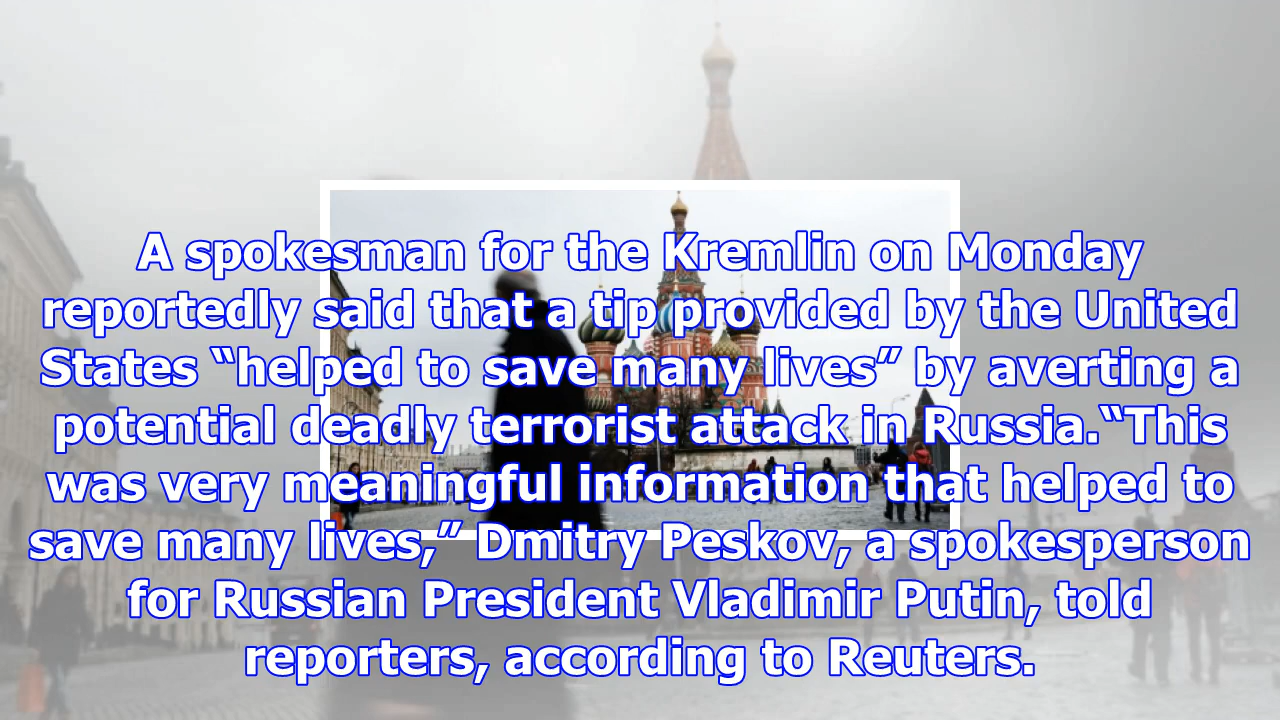 A spokesman for the Kremlin on Monday
reportedly said that a tip provided by the United
States “helped to save many lives” by averting a
potential deadly terrorist attack in Russia.“This
was very meaningful information that helped to
save many lives,” Dmitry Peskov, a spokesperson
for Russian President Vladimir Putin, told
reporters, according to Reuters.